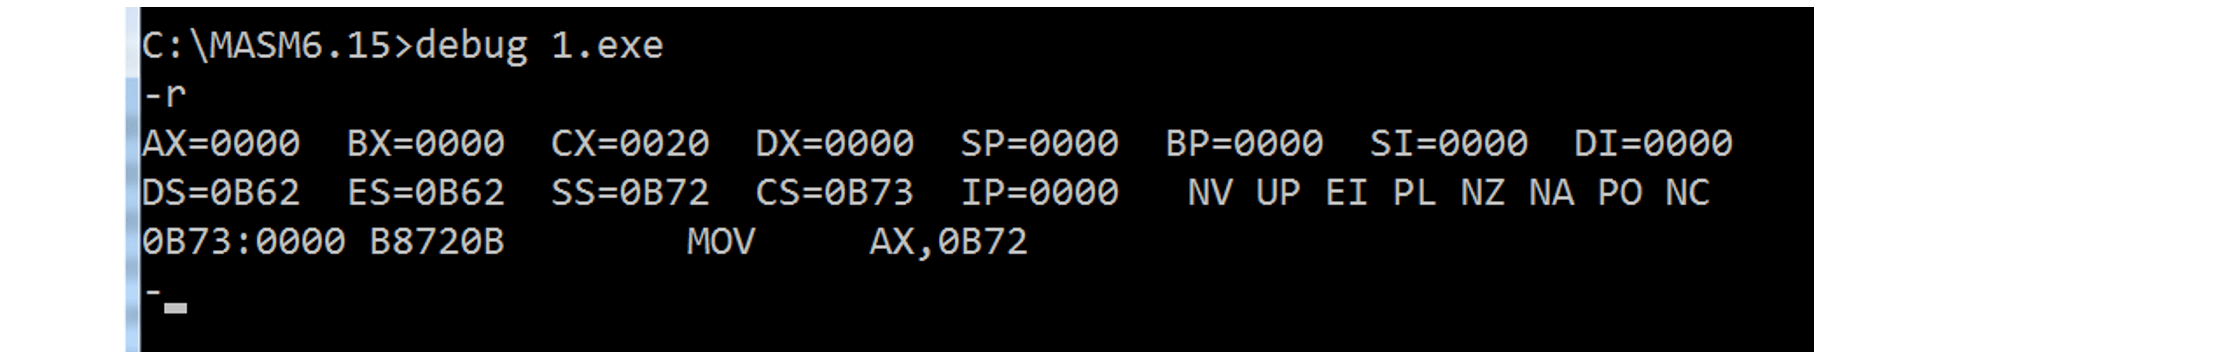 C:\MASM6.15>debug 1.exe
-r
AX=0000  BX=0000  CX=0020  DX=0000  SP=0000  BP=0000  SI=0000  DI=0000
DS=0B62  ES=0B62  SS=0B72  CS=0B73  IP=0000   NV UP EI PL NZ NA PO NC
0B73:0000 B8720B        MOV     AX,0B72
-_